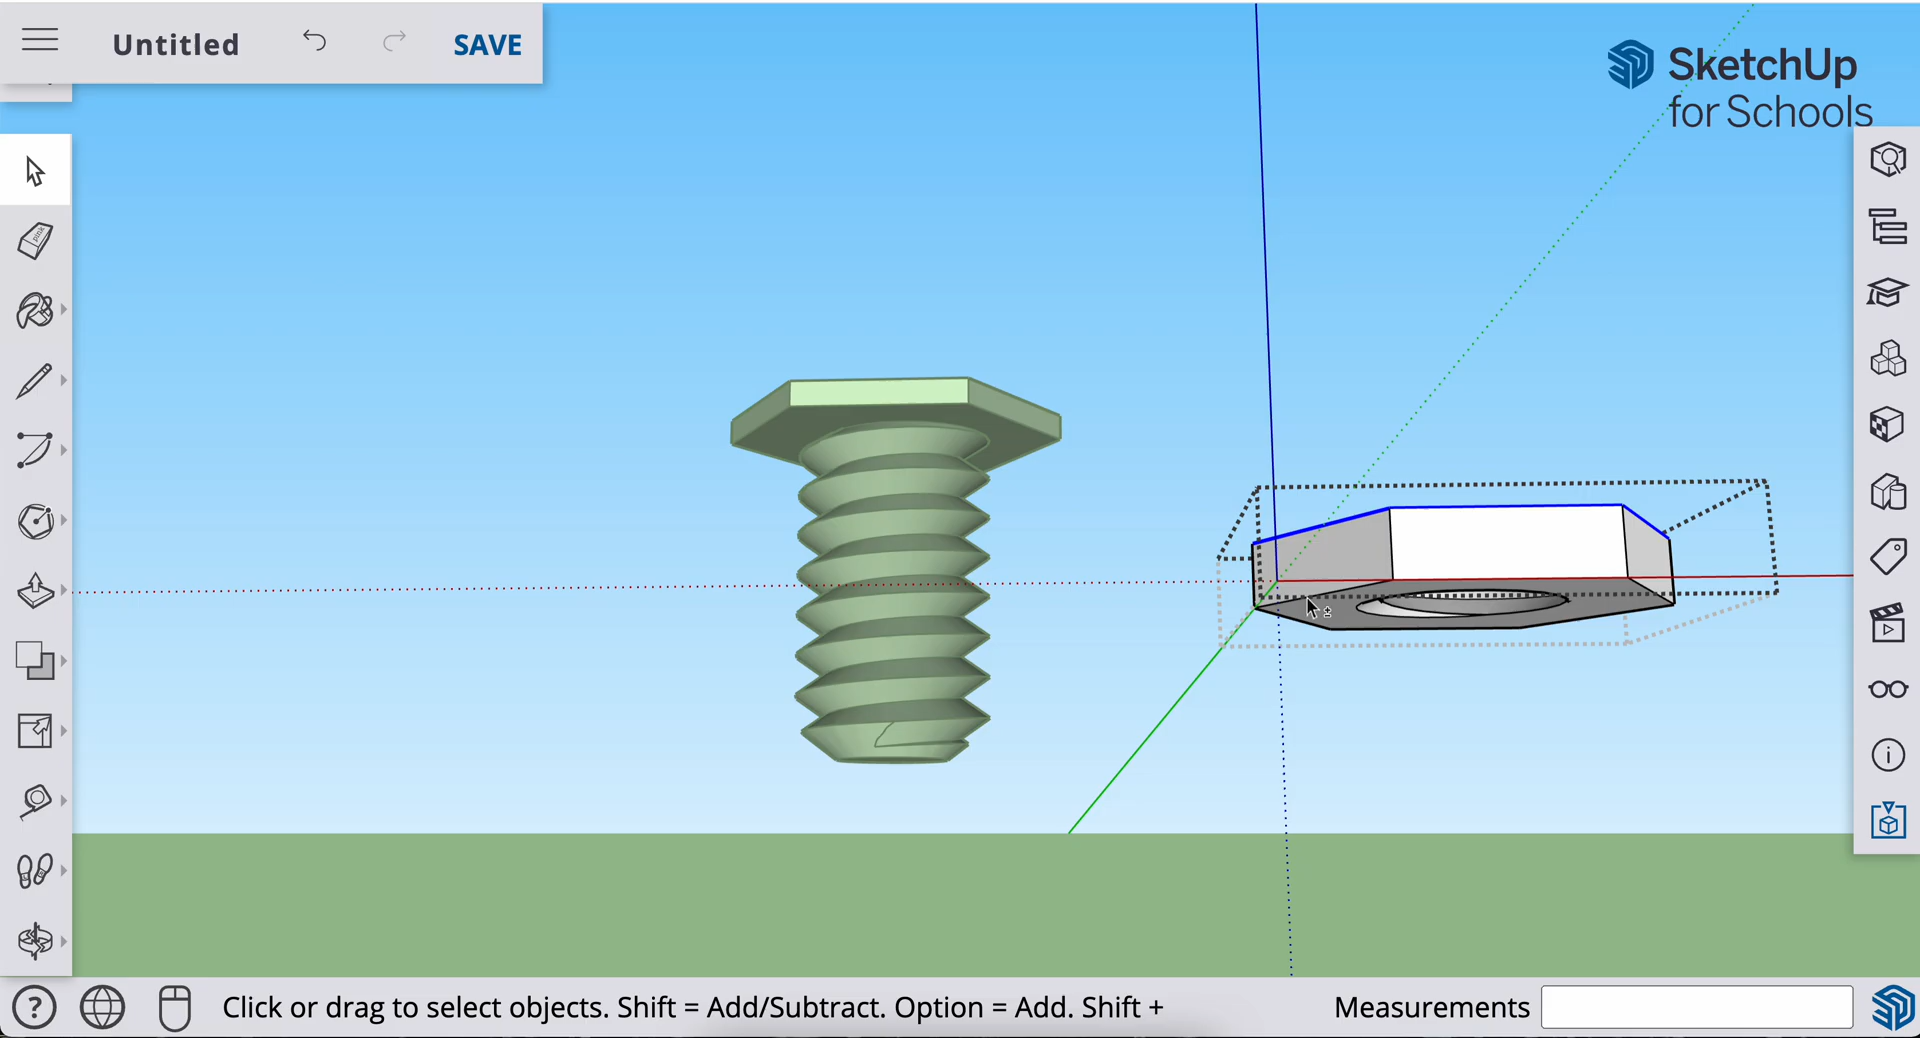 Untitled
SAVE
SketchUp
for Schools
Click or drag to select objects. Shift = Add/Subtract. Option = Add. Shift +
Measurements